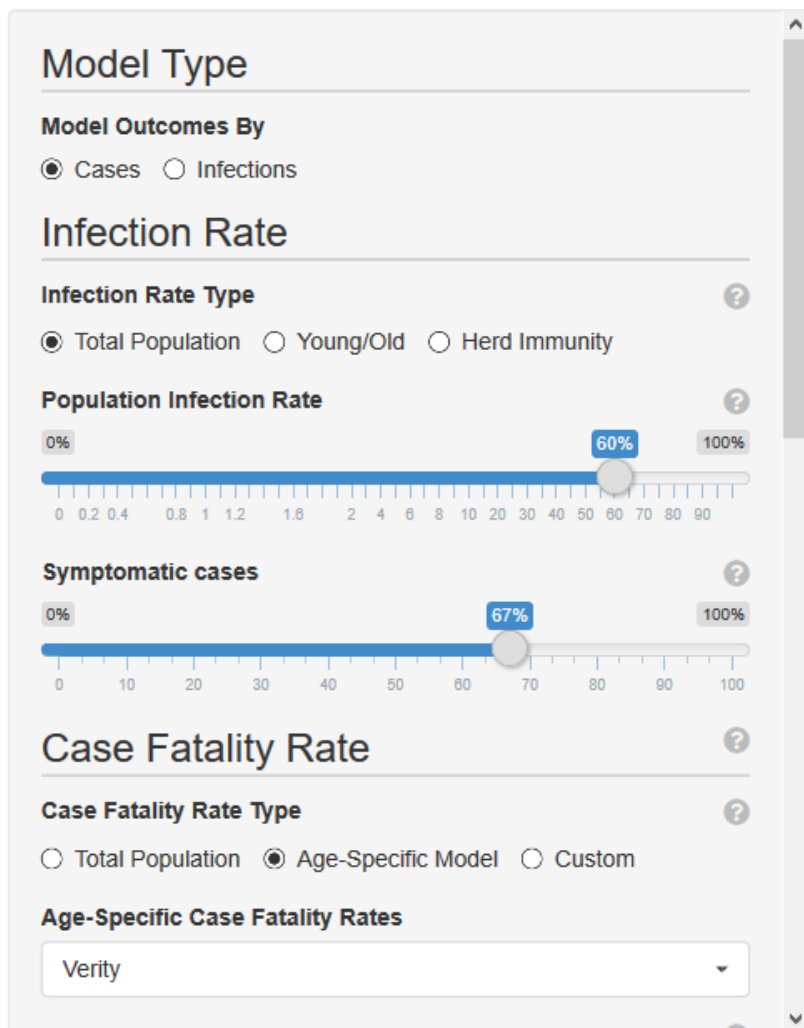 Model Type
Model Outcomes By
Cases Infections
Infection Rate
Infection Rate Type ?
Total Population Young/Old Herd Immunity
Population Infection Rate ?
0% 60% 100%
0 0.2 0.4 0.8 1 1.2 1.6 2 4 6 8 10 20 30 40 50 60 70 80 90
Symptomatic cases ?
0% 67% 100%
0 10 20 30 40 50 60 70 80 90 100
Case Fatality Rate ?
Case Fatality Rate Type ?
Total Population Age-Specific Model Custom
Age-Specific Case Fatality Rates
Verity